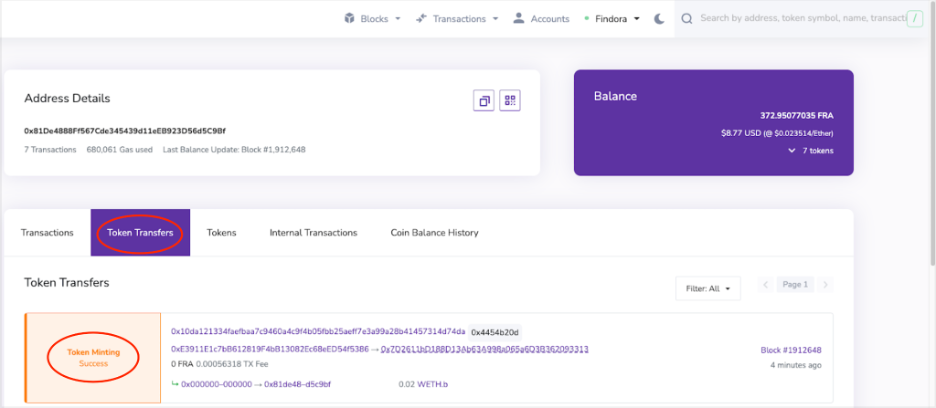 Blocks Transactions Accounts Findora Search by address, token symbol, name, transacti /
Address Details
0x81De4888Ff567Cde345439d11eEB923D56d5C9Bf
7 Transactions 680,061 Gas used Last Balance Update: Block #1,912,648
Balance
372.95077035 FRA
$8.77 USD (@ $0.023514/Ether)
7 tokens
Transactions Token Transfers Tokens Internal Transactions Coin Balance History
Token Transfers
Filter: All Page 1
Token Minting
Success
0x10da121334faefbaa7c9460a4c9f4b05fbb25aeff7e3a99a28b41457314d74da 0x4454b20d
0xE3911E1c7bB612819F4bB13082Ec68eED54f53B6 →
0 FRA 0.00056318 TX Fee
0x000000-000000 → 0x81de48-d5c9bf 0.02 WETH.b
Block #1912648
4 minutes ago